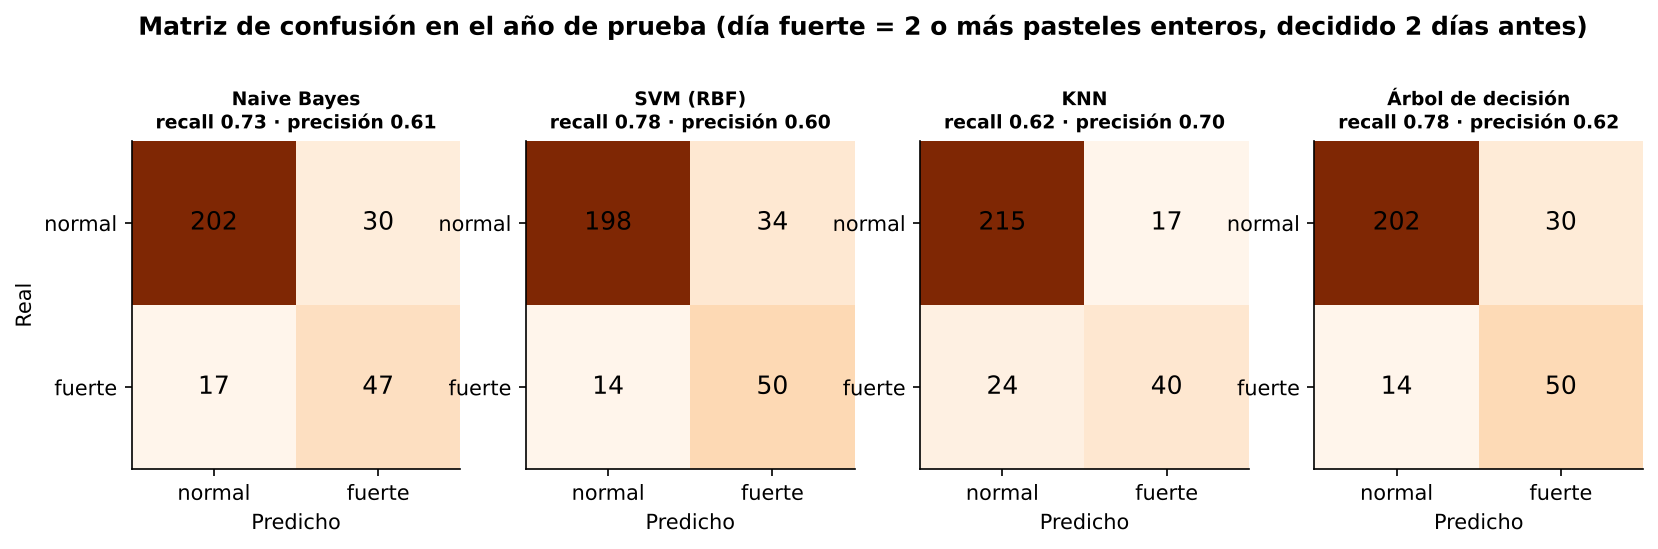 Matriz de confusión en el año de prueba (día fuerte = 2 o más pasteles enteros, decidido 2 días antes)
Naive Bayes
recall 0.73 · precisión 0.61
SVM (RBF)
recall 0.78 · precisión 0.60
KNN
recall 0.62 · precisión 0.70
Árbol de decisión
recall 0.78 · precisión 0.62
Real
normal
202
30
fuerte
17
47
normal
fuerte
Predicho
normal
198
34
fuerte
14
50
normal
fuerte
Predicho
normal
215
17
fuerte
24
40
normal
fuerte
Predicho
normal
202
30
fuerte
14
50
normal
fuerte
Predicho